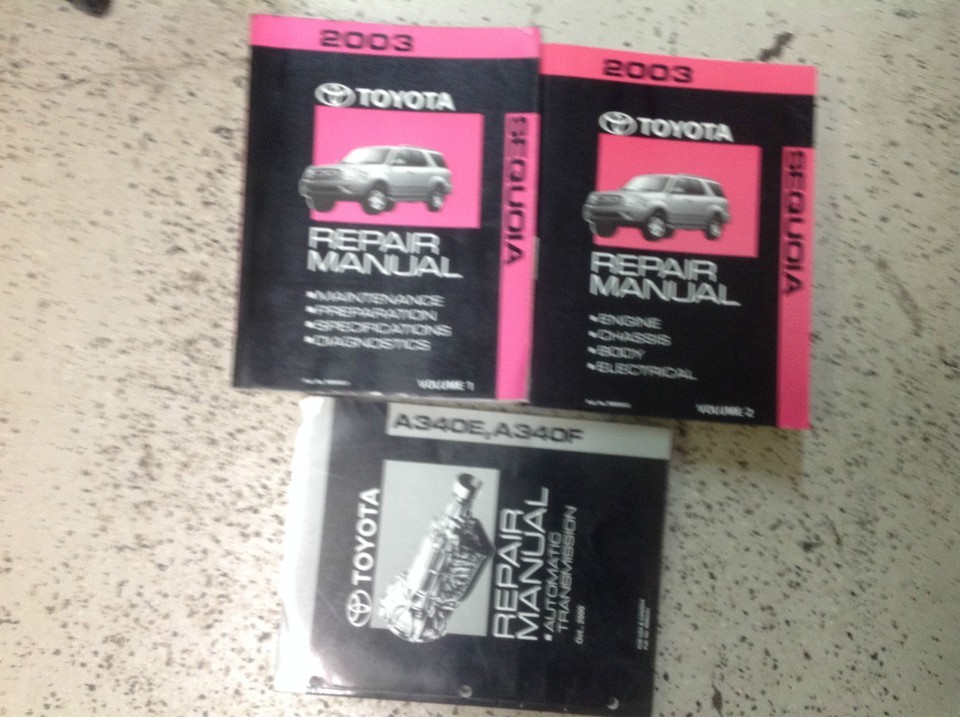 2003
TOYOTA
SEQUOIA
REPAIR
MANUAL
•MAINTENANCE
•PREPARATION
•SPECIFICATIONS
•DIAGNOSTICS
VOLUME 1
2003
TOYOTA
SEQUOIA
REPAIR
MANUAL
•ENGINE
•CHASSIS
•BODY
•ELECTRICAL
VOLUME 2
A340E, A340F
TOYOTA
REPAIR
MANUAL
•AUTOMATIC
TRANSMISSION